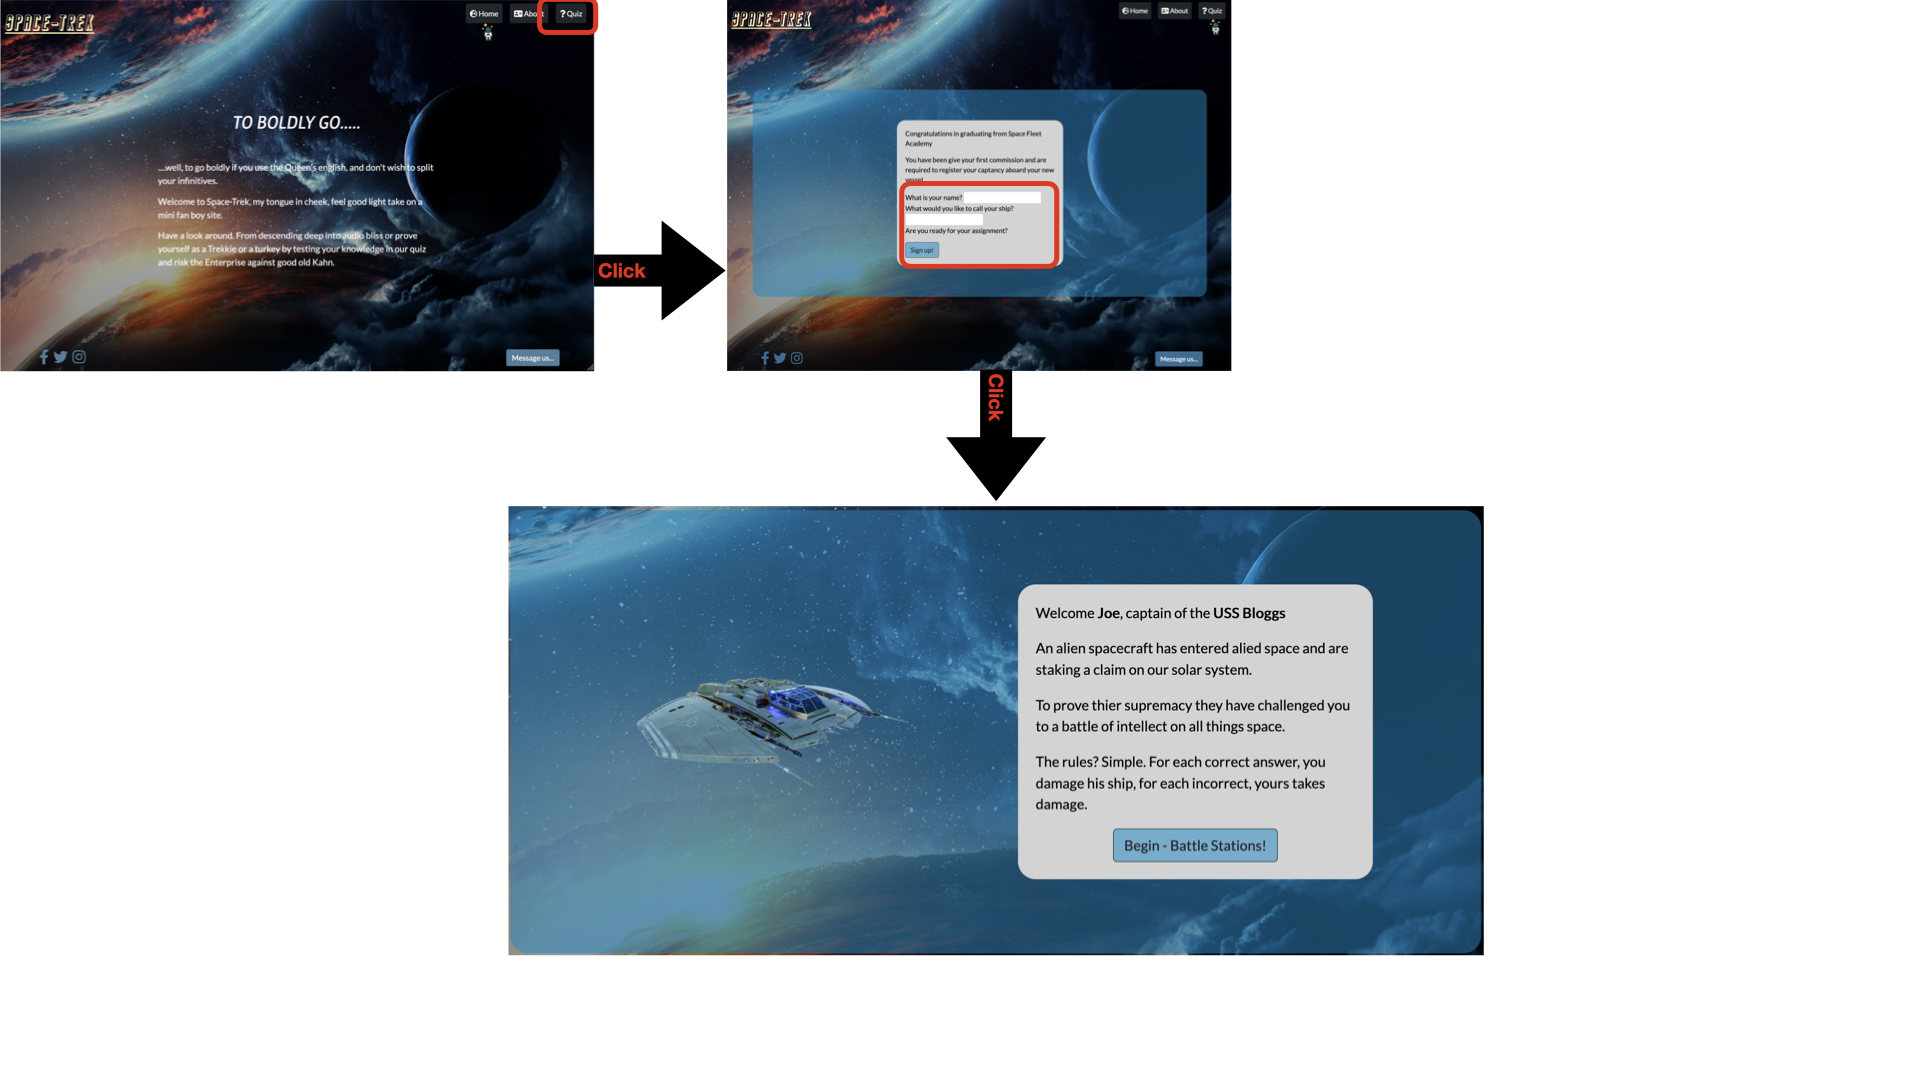 SPACE-TREK
Home
About
? Quiz
TO BOLDLY GO.....
....well, to go boldly if you use the Queen's english, and don't wish to split
your infinitives.
Welcome to Space-Trek, my tongue in cheek, feel good light take on a
mini fan boy site.
Have a look around. From descending deep into audio bliss or prove
yourself as a Trekkie or a turkey by testing your knowledge in our quiz
and risk the Enterprise against good old Kahn.
Message us...
Click
SPACE-TREK
Home
About
? Quiz
Congratulations in graduating from Space Fleet
Academy
You have been give your first commission and are
required to register your captancy aboard your new
vessel
What is your name?
What would you like to call your ship?
Are you ready for your assignment?
Sign up!
Message us...
Click
Welcome Joe, captain of the USS Bloggs
An alien spacecraft has entered alied space and are
staking a claim on our solar system.
To prove thier supremacy they have challenged you
to a battle of intellect on all things space.
The rules? Simple. For each correct answer, you
damage his ship, for each incorrect, yours takes
damage.
Begin - Battle Stations!